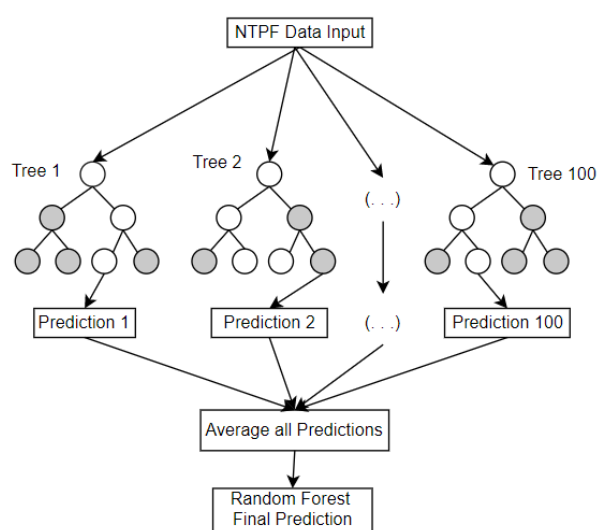 NTPF Data Input
Tree 1
Tree 2
Tree 100
(. . .)
Prediction 1
Prediction 2
(. . .)
Prediction 100
Average all Predictions
Random Forest
Final Prediction